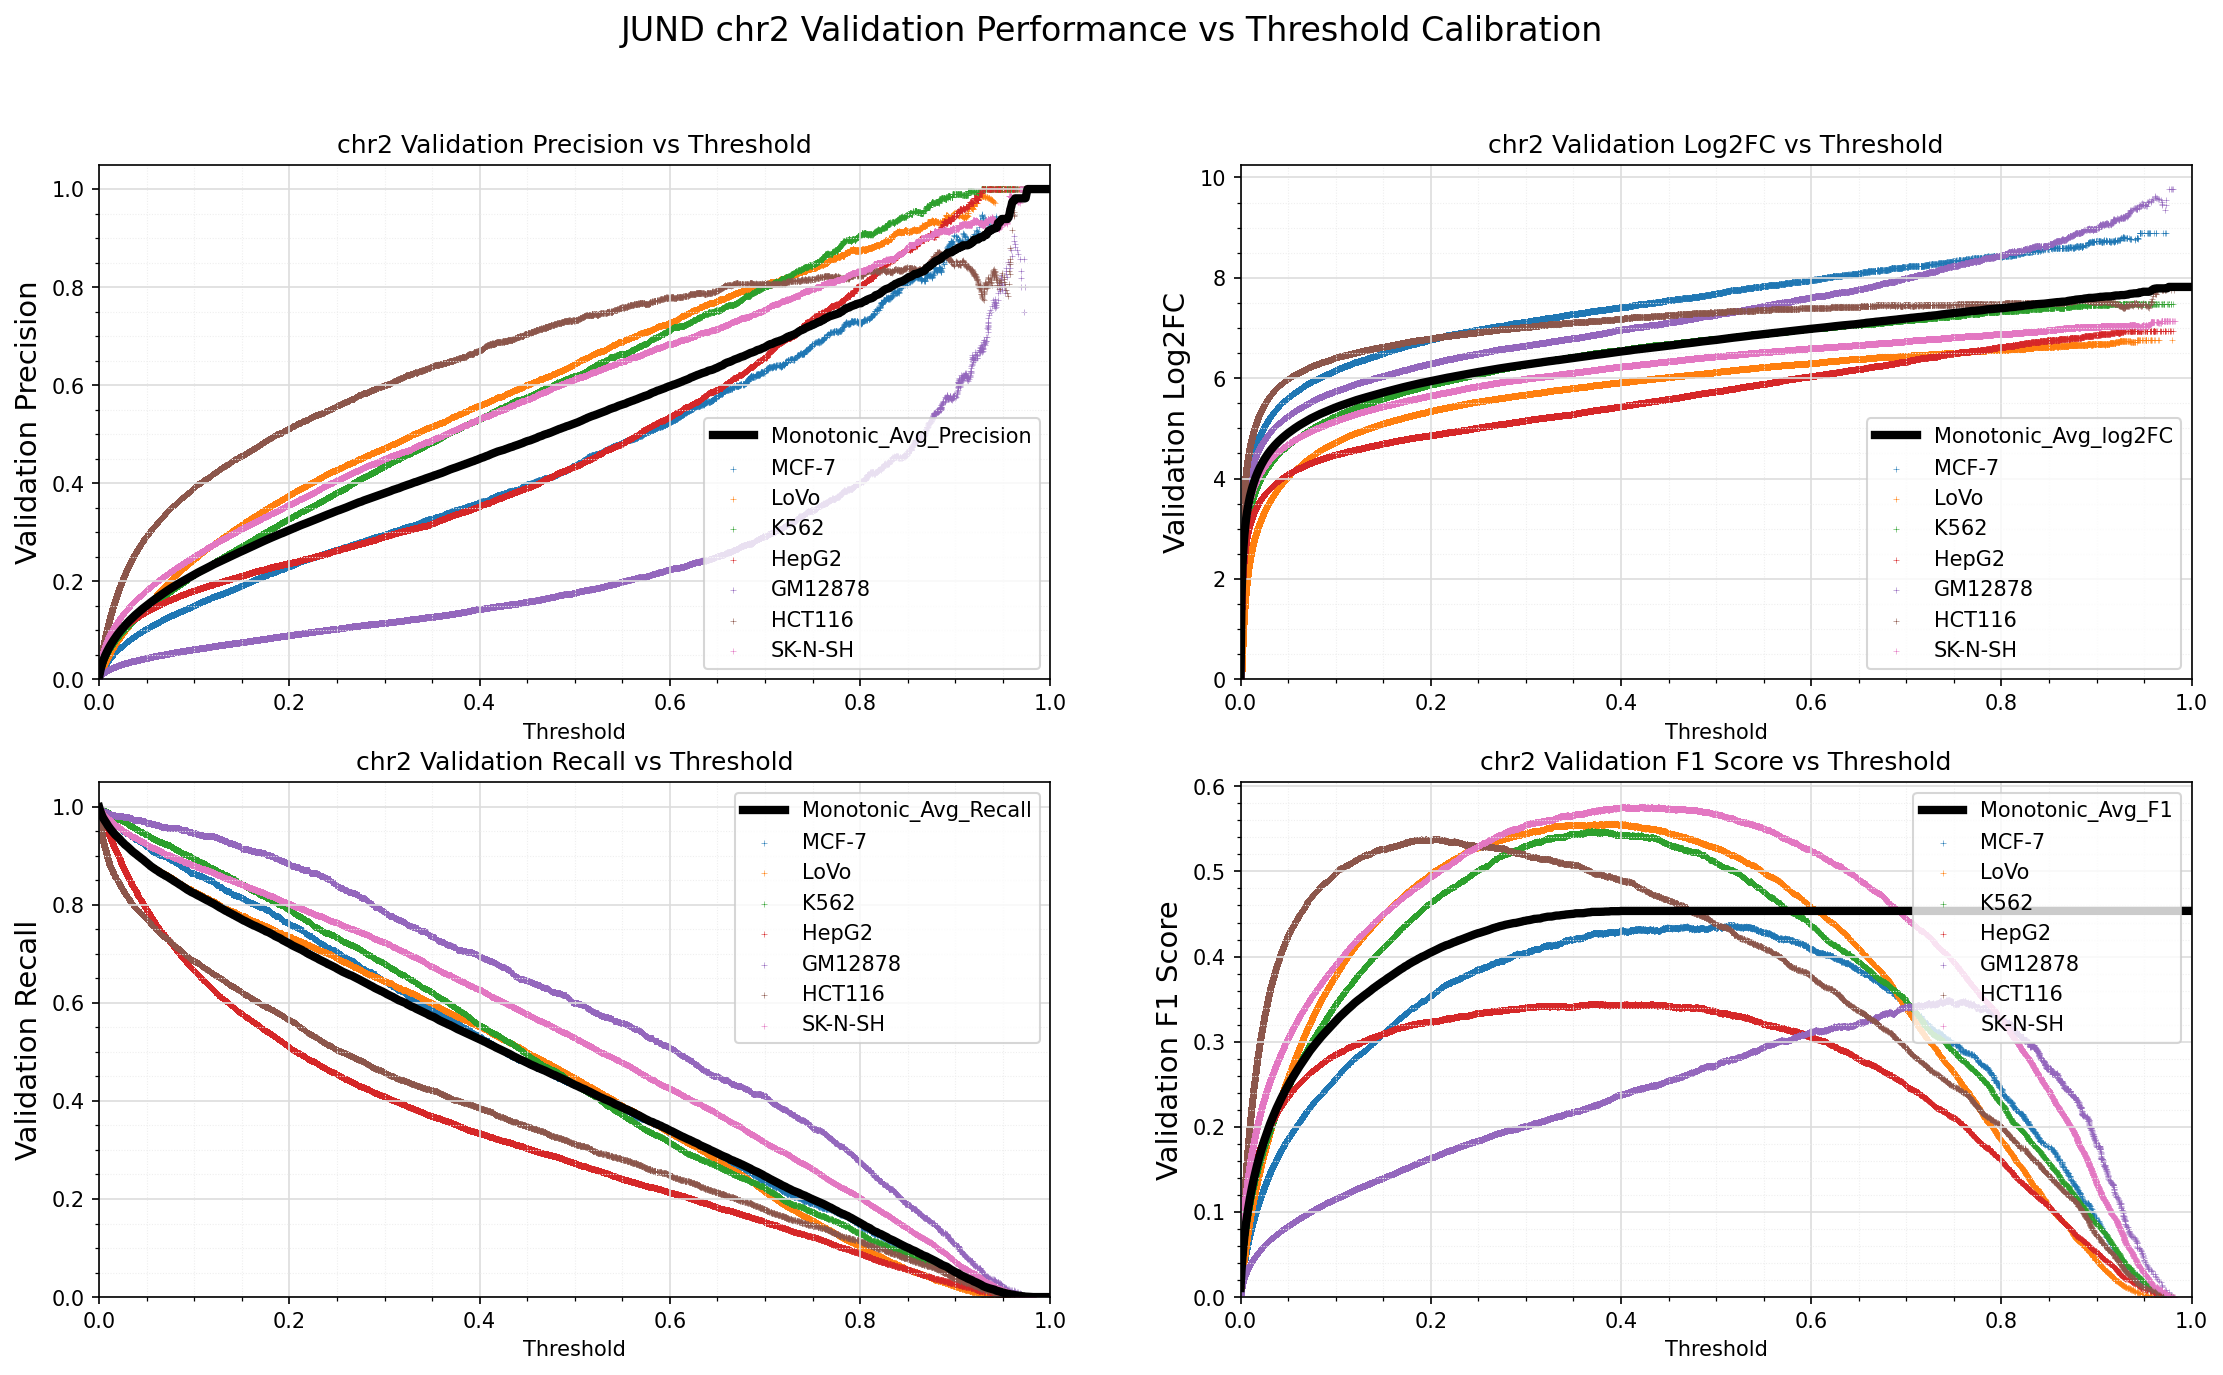 JUND chr2 Validation Performance vs Threshold Calibration
chr2 Validation Precision vs Threshold
Validation Precision
1.0
0.8
0.6
0.4
0.2
0.0
0.0 0.2 0.4 0.6 0.8 1.0
Threshold
Monotonic_Avg_Precision
MCF-7
LoVo
K562
HepG2
GM12878
HCT116
SK-N-SH
chr2 Validation Log2FC vs Threshold
Validation Log2FC
10
8
6
4
2
0
0.0 0.2 0.4 0.6 0.8 1.0
Threshold
Monotonic_Avg_log2FC
MCF-7
LoVo
K562
HepG2
GM12878
HCT116
SK-N-SH
chr2 Validation Recall vs Threshold
Validation Recall
1.0
0.8
0.6
0.4
0.2
0.0
0.0 0.2 0.4 0.6 0.8 1.0
Threshold
Monotonic_Avg_Recall
MCF-7
LoVo
K562
HepG2
GM12878
HCT116
SK-N-SH
chr2 Validation F1 Score vs Threshold
Validation F1 Score
0.6
0.5
0.4
0.3
0.2
0.1
0.0
0.0 0.2 0.4 0.6 0.8 1.0
Threshold
Monotonic_Avg_F1
MCF-7
LoVo
K562
HepG2
GM12878
HCT116
SK-N-SH